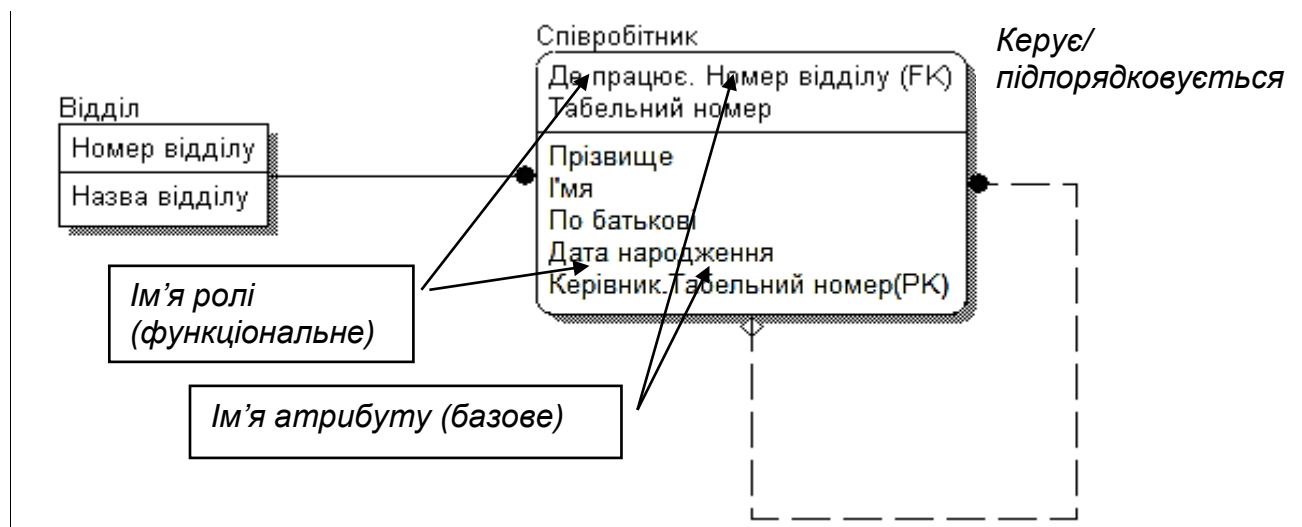 Співробітник
Керує/
підпорядковується
Де працює. Номер відділу (FK)
Табельний номер
Відділ
Номер відділу
Назва відділу
Прізвище
І'мя
По батькові
Дата народження
Керівник.Табельний номер(PK)
Ім’я ролі
(функціональне)
Ім’я атрибуту (базове)